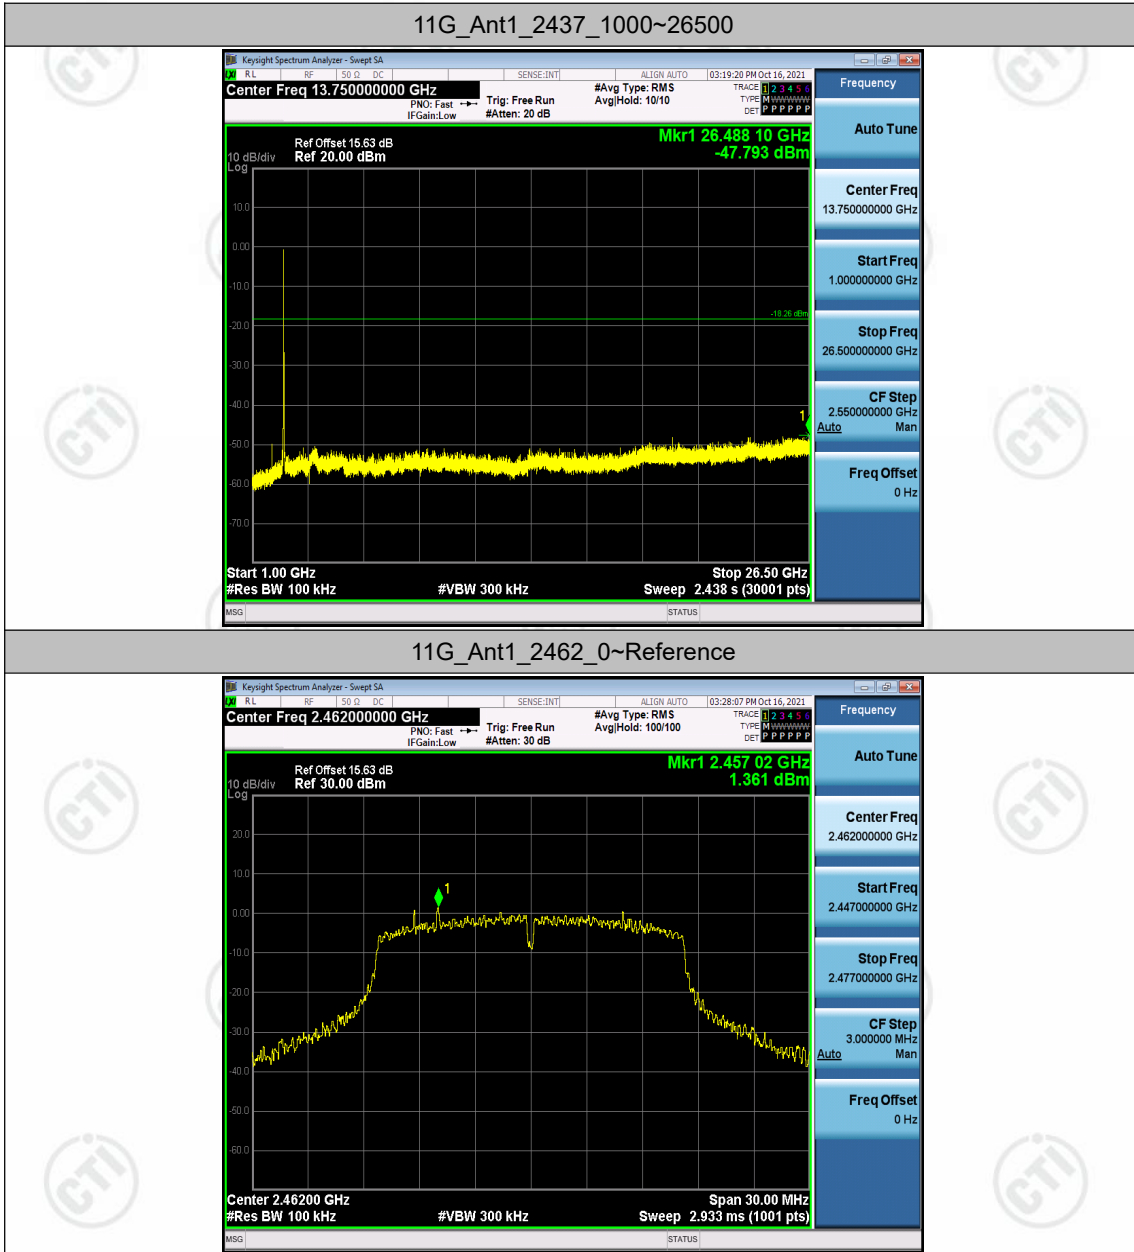 11G_Ant1_2437_1000~26500
Keysight Spectrum Analyzer - Swept SA
RL RF 50 Ω DC SENSE:INT ALIGN AUTO 03:19:20 PM Oct 16, 2021
Center Freq 13.750000000 GHz
PNO: Fast
IFGain:Low
Trig: Free Run
#Atten: 20 dB
#Avg Type: RMS
Avg|Hold: 10/10
TRACE 1 2 3 4 5 6
TYPE M WWWWW
DET P P P P P P
Ref Offset 15.63 dB
10 dB/div Ref 20.00 dBm
Log
Mkr1 26.488 10 GHz
-47.793 dBm
10.0
0.00
-10.0
-18.26 dBm
-20.0
-30.0
-40.0
1
-50.0
-60.0
-70.0
Start 1.00 GHz Stop 26.50 GHz
#Res BW 100 kHz #VBW 300 kHz Sweep 2.438 s (30001 pts)
MSG STATUS
Frequency
Auto Tune
Center Freq
13.750000000 GHz
Start Freq
1.000000000 GHz
Stop Freq
26.500000000 GHz
CF Step
2.550000000 GHz
Auto Man
Freq Offset
0 Hz
11G_Ant1_2462_0~Reference
Keysight Spectrum Analyzer - Swept SA
RL RF 50 Ω DC SENSE:INT ALIGN AUTO 03:28:07 PM Oct 16, 2021
Center Freq 2.462000000 GHz
PNO: Fast
IFGain:Low
Trig: Free Run
#Atten: 30 dB
#Avg Type: RMS
Avg|Hold: 100/100
TRACE 1 2 3 4 5 6
TYPE M WWWWW
DET P P P P P P
Ref Offset 15.63 dB
10 dB/div Ref 30.00 dBm
Log
Mkr1 2.457 02 GHz
1.361 dBm
20.0
10.0
1
0.00
-10.0
-20.0
-30.0
-40.0
-50.0
-60.0
Center 2.46200 GHz Span 30.00 MHz
#Res BW 100 kHz #VBW 300 kHz Sweep 2.933 ms (1001 pts)
MSG STATUS
Frequency
Auto Tune
Center Freq
2.462000000 GHz
Start Freq
2.447000000 GHz
Stop Freq
2.477000000 GHz
CF Step
3.000000 MHz
Auto Man
Freq Offset
0 Hz
CTI
CTI
CTI
CTI
CTI
CTI